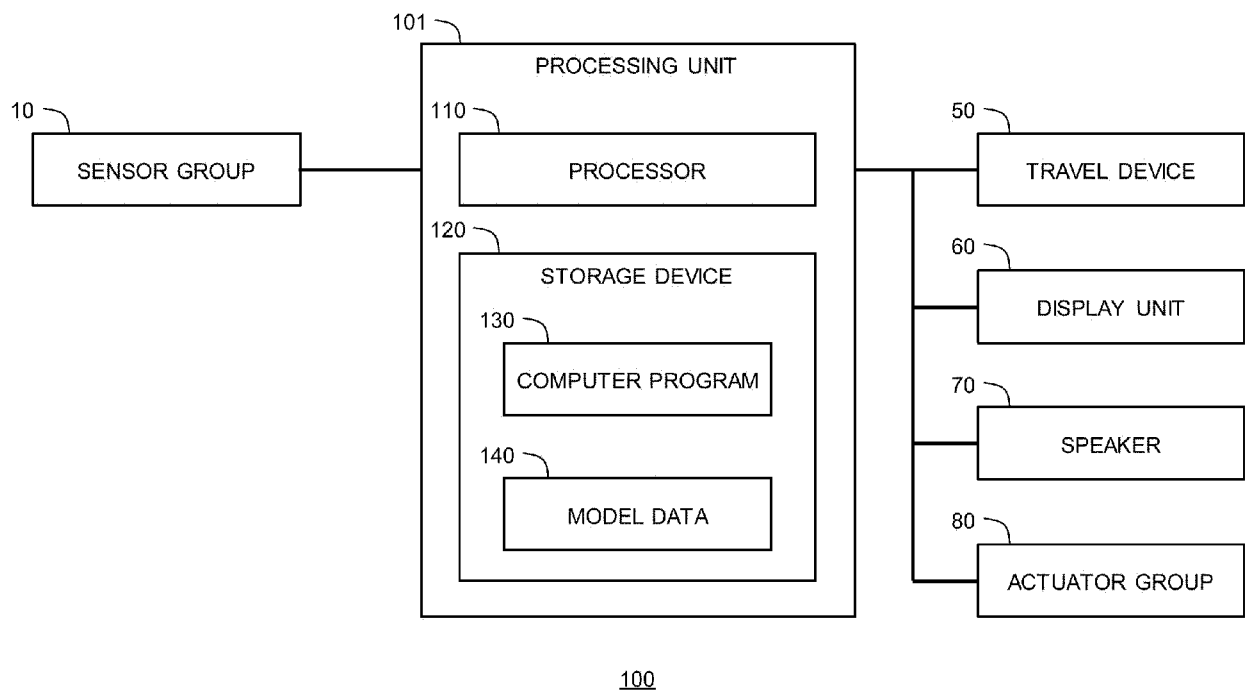 101
PROCESSING UNIT
10
SENSOR GROUP
110
PROCESSOR
120
STORAGE DEVICE
130
COMPUTER PROGRAM
140
MODEL DATA
50
TRAVEL DEVICE
60
DISPLAY UNIT
70
SPEAKER
80
ACTUATOR GROUP
100